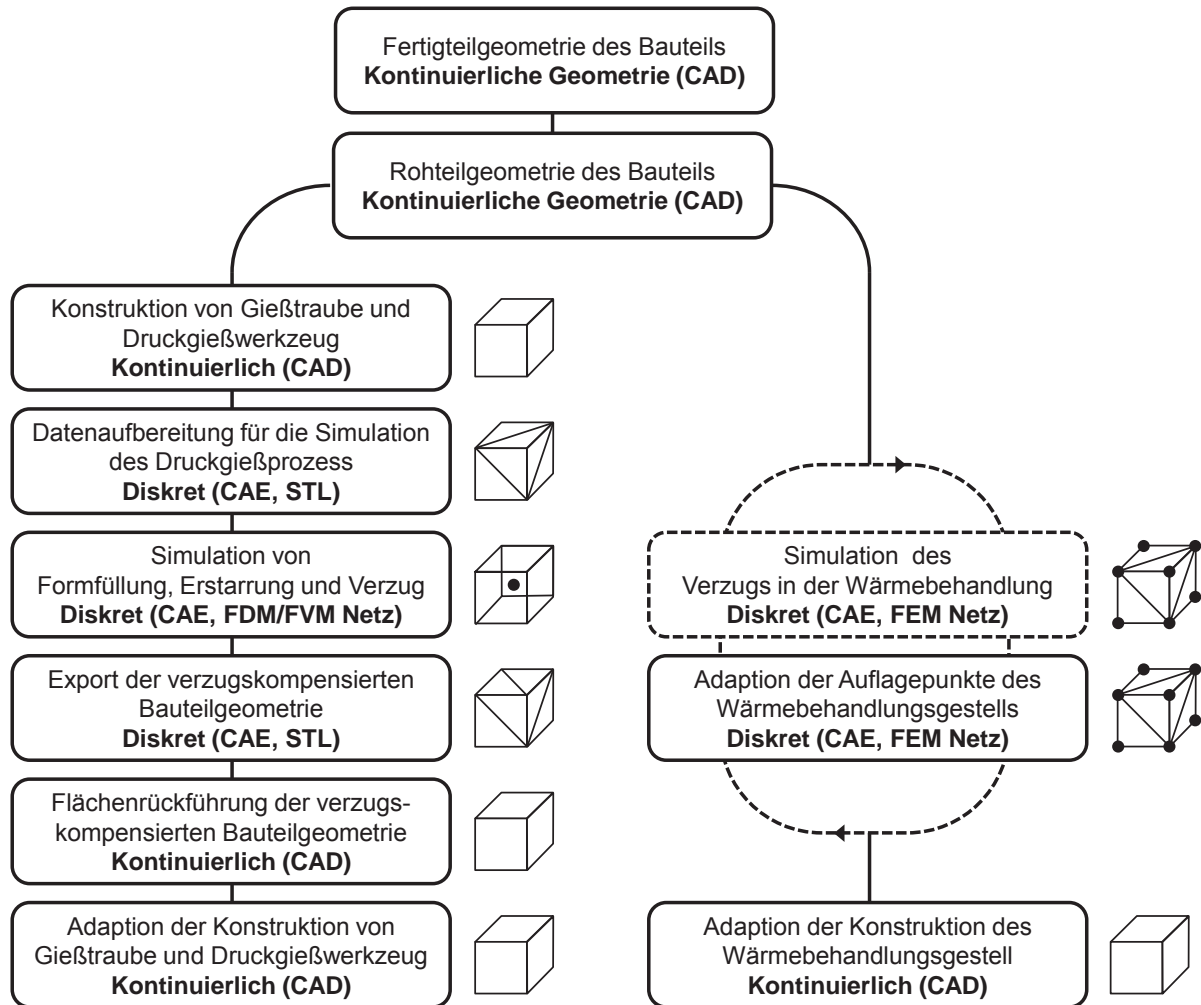 Fertigteilgeometrie des Bauteils
Kontinuierliche Geometrie (CAD)
Rohteilgeometrie des Bauteils
Kontinuierliche Geometrie (CAD)
Konstruktion von Gießtraube und
Druckgießwerkzeug
Kontinuierlich (CAD)
Datenaufbereitung für die Simulation
des Druckgießprozess
Diskret (CAE, STL)
Simulation von
Formfüllung, Erstarrung und Verzug
Diskret (CAE, FDM/FVM Netz)
Export der verzugskompensierten
Bauteilgeometrie
Diskret (CAE, STL)
Flächenrückführung der verzugs-
kompensierten Bauteilgeometrie
Kontinuierlich (CAD)
Adaption der Konstruktion von
Gießtraube und Druckgießwerkzeug
Kontinuierlich (CAD)
Simulation des
Verzugs in der Wärmebehandlung
Diskret (CAE, FEM Netz)
Adaption der Auflagepunkte des
Wärmebehandlungsgestells
Diskret (CAE, FEM Netz)
Adaption der Konstruktion des
Wärmebehandlungsgestell
Kontinuierlich (CAD)